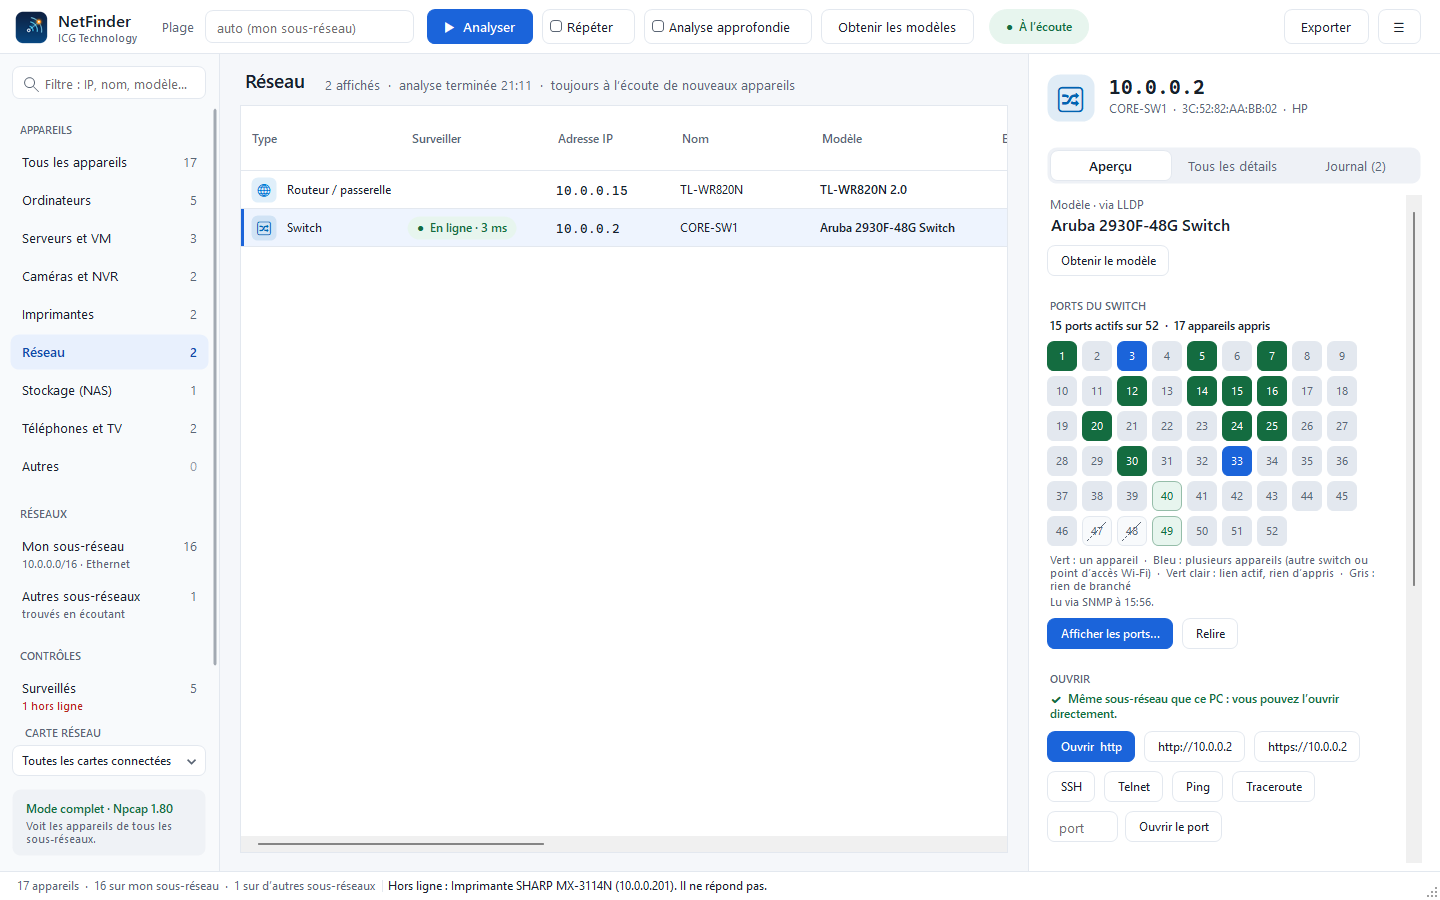 NetFinder
ICG Technology
Plage
auto (mon sous-réseau)
Analyser
Répéter
Analyse approfondie
Obtenir les modèles
À l'écoute
Exporter
Filtre : IP, nom, modèle...
APPAREILS
Tous les appareils 17
Ordinateurs 5
Serveurs et VM 3
Caméras et NVR 2
Imprimantes 2
Réseau 2
Stockage (NAS) 1
Téléphones et TV 2
Autres 0
RÉSEAUX
Mon sous-réseau 16
10.0.0.0/16 · Ethernet
Autres sous-réseaux 1
trouvés en écoutant
CONTRÔLES
Surveillés 5
1 hors ligne
CARTE RÉSEAU
Toutes les cartes connectées
Mode complet · Npcap 1.80
Voit les appareils de tous les
sous-réseaux.
Réseau 2 affichés · analyse terminée 21:11 · toujours à l'écoute de nouveaux appareils
Type Surveiller Adresse IP Nom Modèle E
Routeur / passerelle 10.0.0.15 TL-WR820N TL-WR820N 2.0
Switch En ligne · 3 ms 10.0.0.2 CORE-SW1 Aruba 2930F-48G Switch
10.0.0.2
CORE-SW1 · 3C:52:82:AA:BB:02 · HP
Aperçu Tous les détails Journal (2)
Modèle · via LLDP
Aruba 2930F-48G Switch
Obtenir le modèle
PORTS DU SWITCH
15 ports actifs sur 52 · 17 appareils appris
1 2 3 4 5 6 7 8 9
10 11 12 13 14 15 16 17 18
19 20 21 22 23 24 25 26 27
28 29 30 31 32 33 34 35 36
37 38 39 40 41 42 43 44 45
46 47 48 49 50 51 52
Vert : un appareil · Bleu : plusieurs appareils (autre switch ou
point d'accès Wi-Fi) · Vert clair : lien actif, rien d'appris · Gris :
rien de branché
Lu via SNMP à 15:56.
Afficher les ports... Relire
OUVRIR
Même sous-réseau que ce PC : vous pouvez l'ouvrir
directement.
Ouvrir http http://10.0.0.2 https://10.0.0.2
SSH Telnet Ping Traceroute
port Ouvrir le port
17 appareils · 16 sur mon sous-réseau · 1 sur d'autres sous-réseaux Hors ligne : Imprimante SHARP MX-3114N (10.0.0.201). Il ne répond pas.